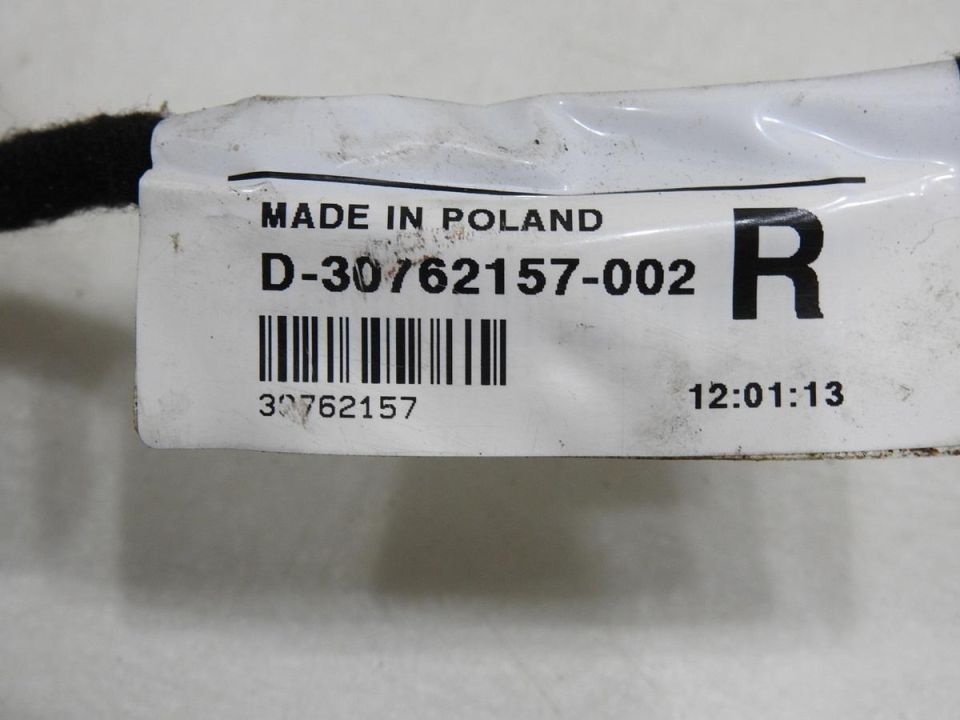 MADE IN POLAND
D-30762157-002
R
30762157
12:01:13